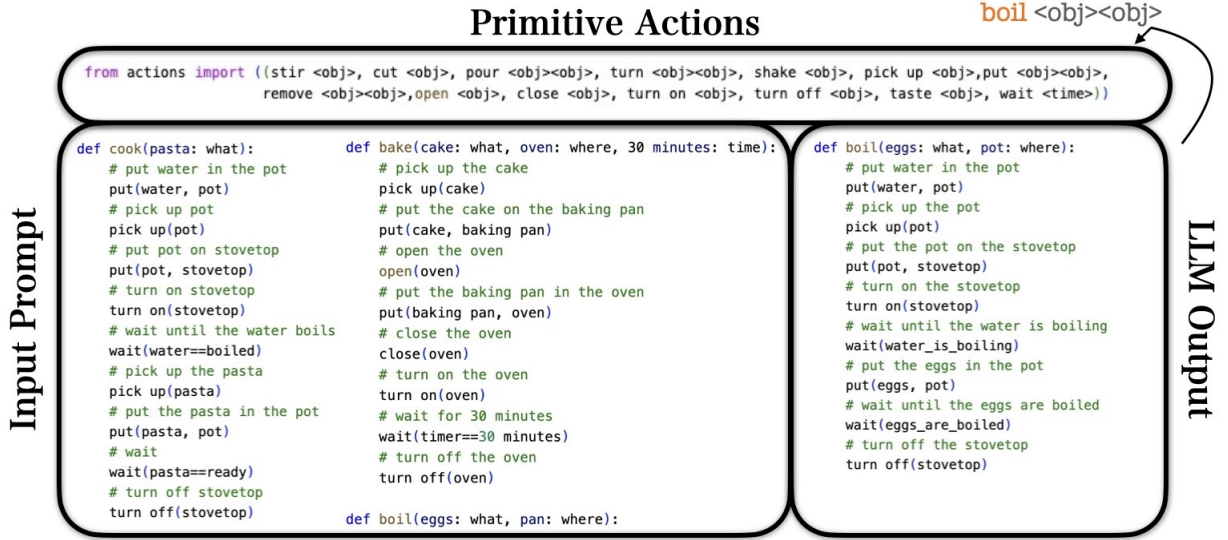 Primitive Actions
boil <obj><obj>
from actions import ((stir <obj>, cut <obj>, pour <obj><obj>, turn <obj><obj>, shake <obj>, pick up <obj>,put <obj><obj>,
remove <obj><obj>,open <obj>, close <obj>, turn on <obj>, turn off <obj>, taste <obj>, wait <time>))
Input Prompt
def cook(pasta: what):
# put water in the pot
put(water, pot)
# pick up pot
pick up(pot)
# put pot on stovetop
put(pot, stovetop)
# turn on stovetop
turn on(stovetop)
# wait until the water boils
wait(water==boiled)
# pick up the pasta
pick up(pasta)
# put the pasta in the pot
put(pasta, pot)
# wait
wait(pasta==ready)
# turn off stovetop
turn off(stovetop)
def bake(cake: what, oven: where, 30 minutes: time):
# pick up the cake
pick up(cake)
# put the cake on the baking pan
put(cake, baking pan)
# open the oven
open(oven)
# put the baking pan in the oven
put(baking pan, oven)
# close the oven
close(oven)
# turn on the oven
turn on(oven)
# wait for 30 minutes
wait(timer==30 minutes)
# turn off the oven
turn off(oven)
def boil(eggs: what, pan: where):
def boil(eggs: what, pot: where):
# put water in the pot
put(water, pot)
# pick up the pot
pick up(pot)
# put the pot on the stovetop
put(pot, stovetop)
# turn on the stovetop
turn on(stovetop)
# wait until the water is boiling
wait(water_is_boiling)
# put the eggs in the pot
put(eggs, pot)
# wait until the eggs are boiled
wait(eggs_are_boiled)
# turn off the stovetop
turn off(stovetop)
LLM Output